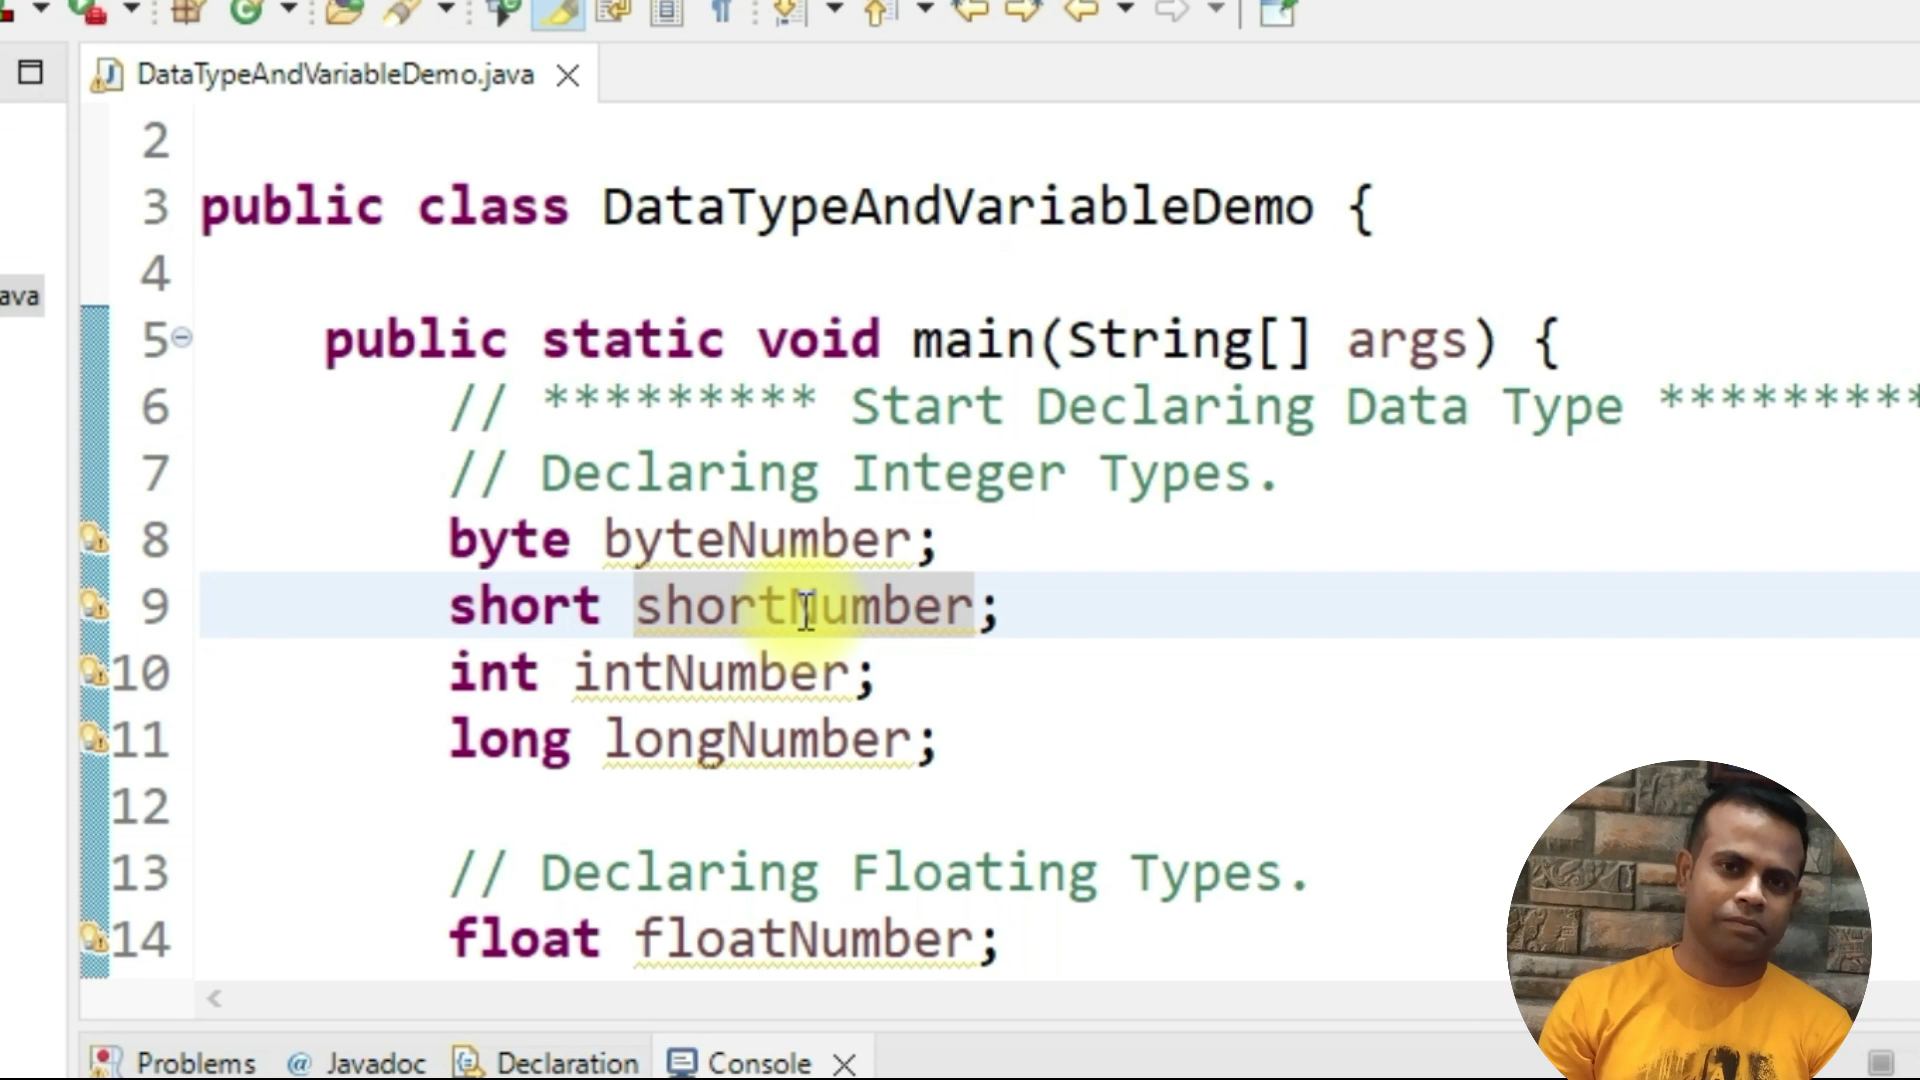 DataTypeAndVariableDemo.java
2
3 public class DataTypeAndVariableDemo {
4
ava
5 public static void main(String[] args) {
6 // ********* Start Declaring Data Type *********
7 // Declaring Integer Types.
8 byte byteNumber;
9 short shortNumber;
10 int intNumber;
11 long longNumber;
12
13 // Declaring Floating Types.
14 float floatNumber;
Problems @ Javadoc Declaration Console